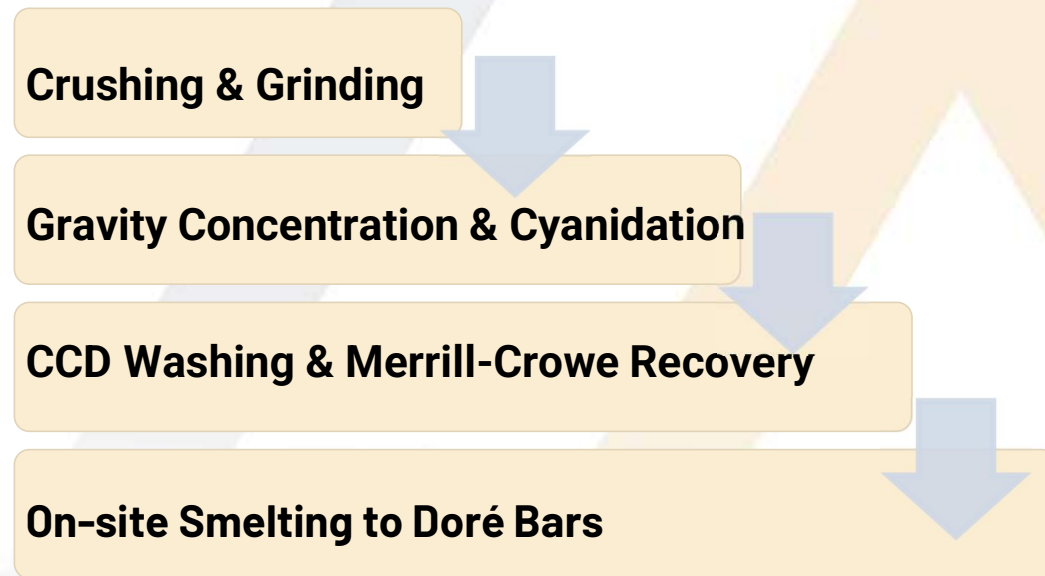 Crushing & Grinding
Gravity Concentration & Cyanidation
CCD Washing & Merrill-Crowe Recovery
On-site Smelting to Doré Bars